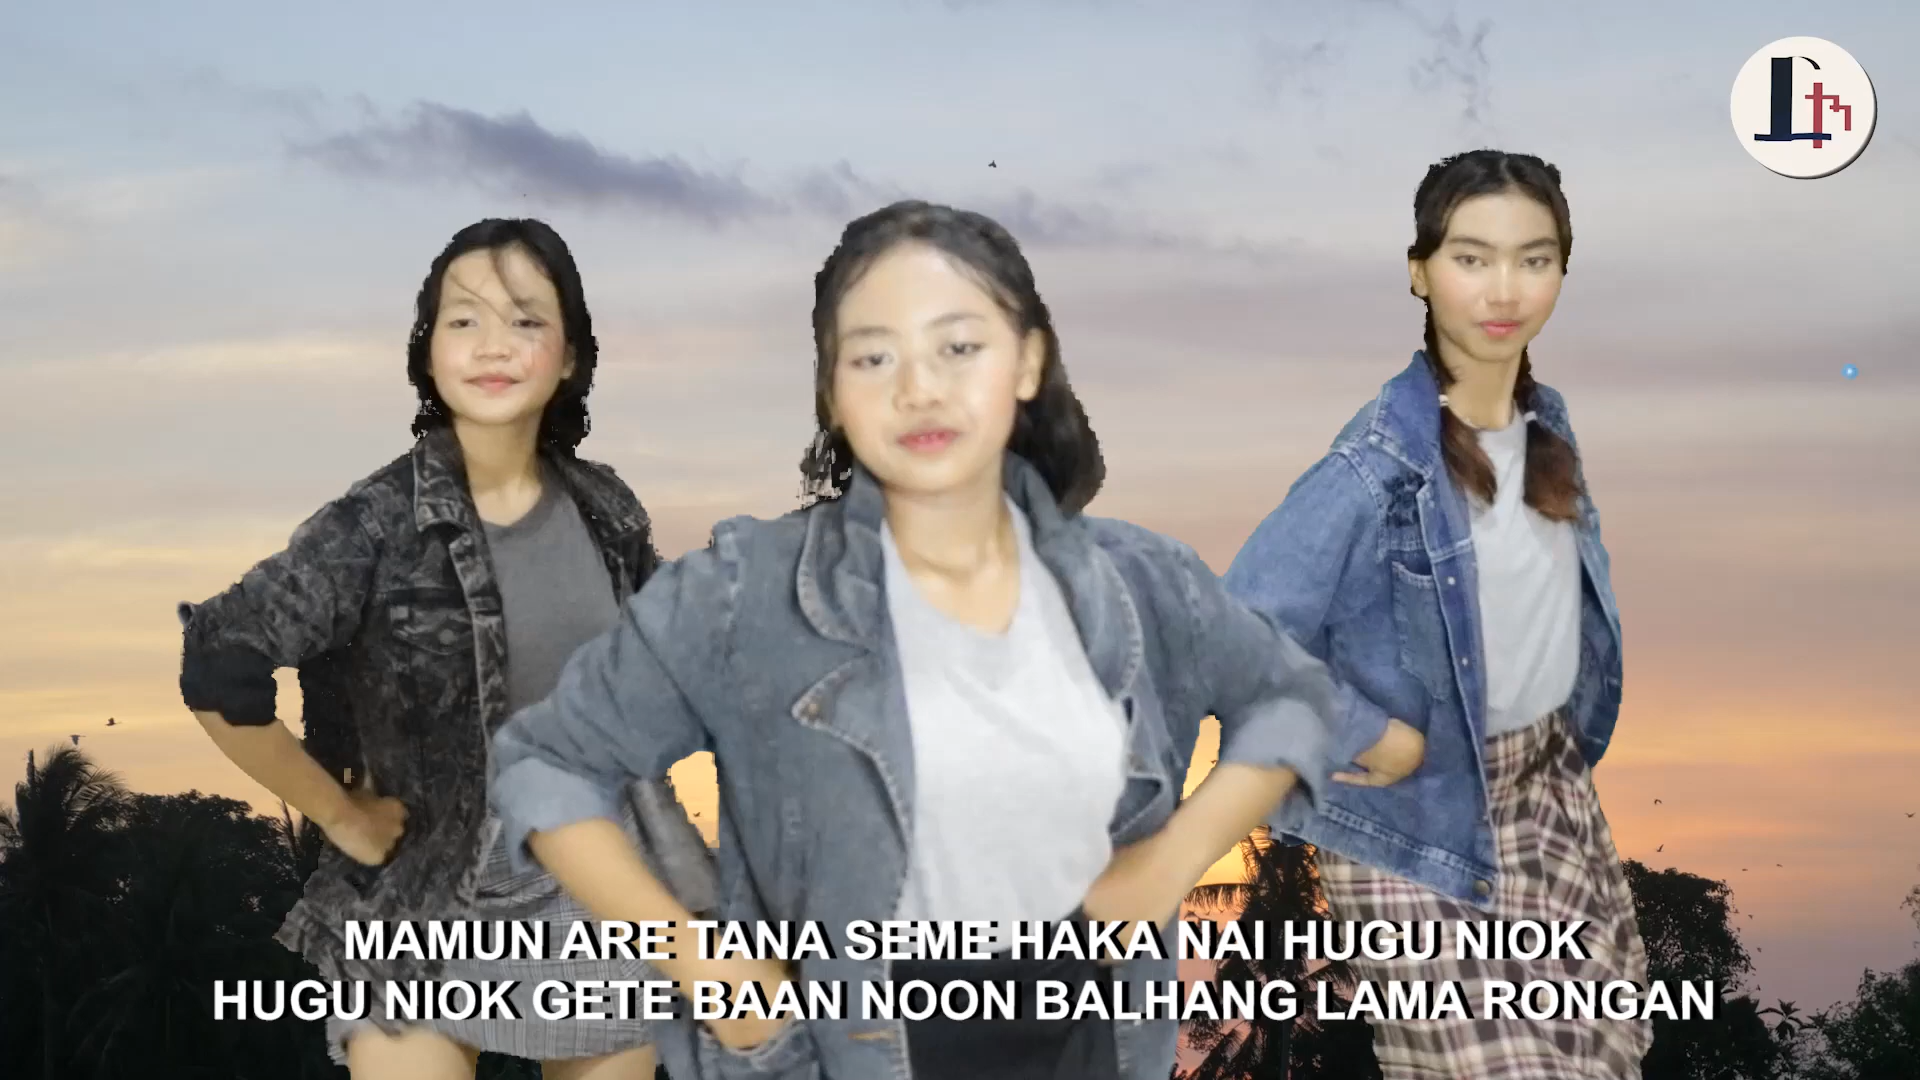 MAMUN ARE TANA SEME HAKA NAI HUGU NIOK
HUGU NIOK GETE BAAN NOON BALHANG LAMA RONGAN